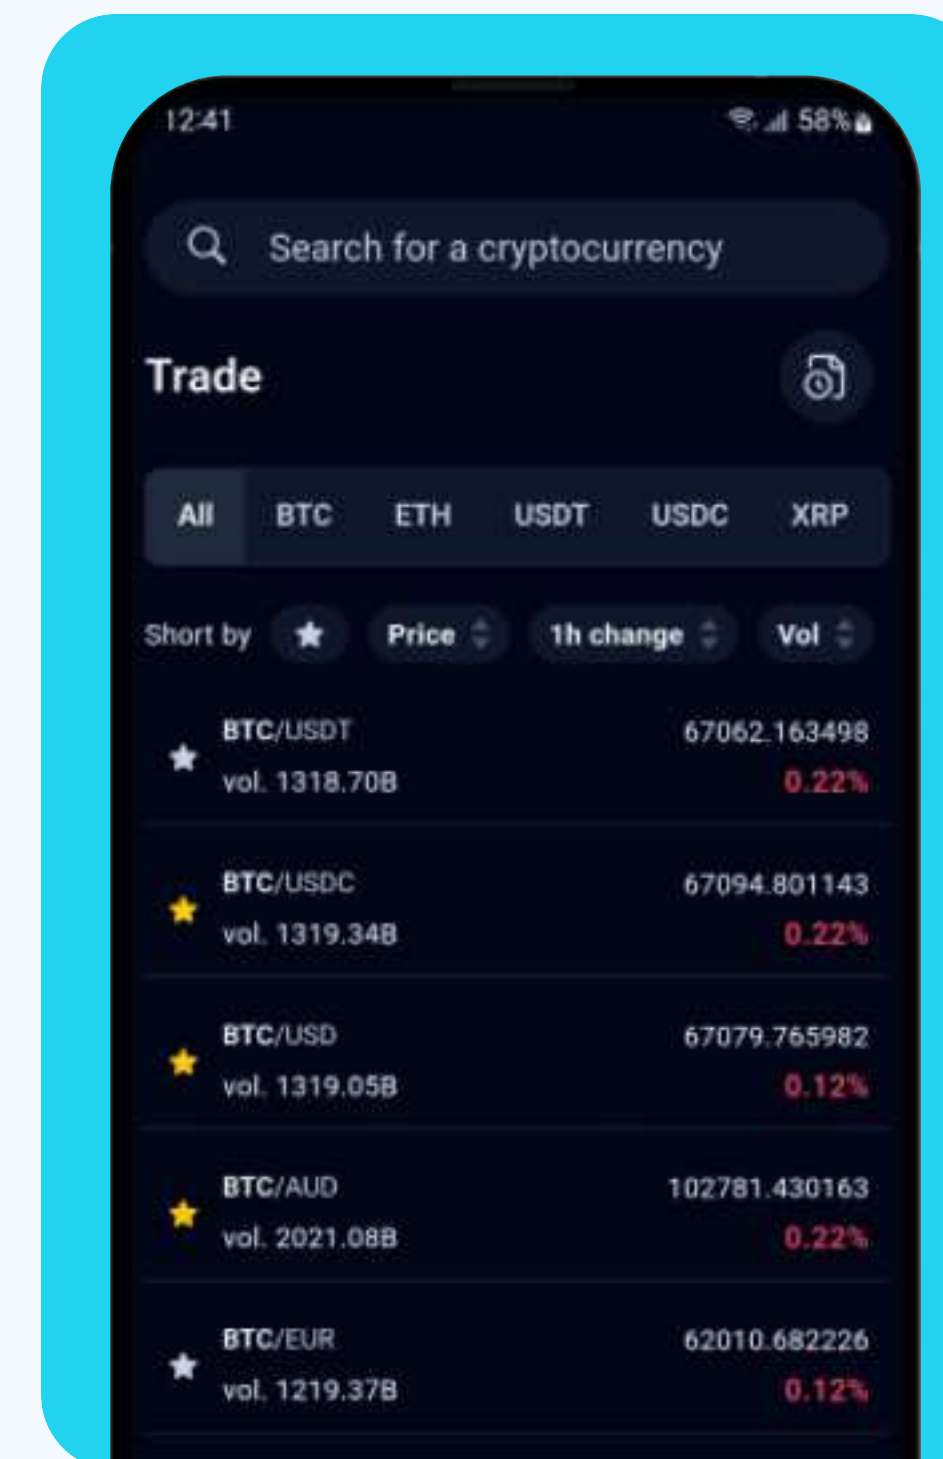 12:41 58%
Search for a cryptocurrency
Trade
All BTC ETH USDT USDC XRP
Short by Price 1h change Vol
BTC/USDT 67062.163498
vol. 1318.70B 0.22%
BTC/USDC 67094.801143
vol. 1319.34B 0.22%
BTC/USD 67079.765982
vol. 1319.05B 0.12%
BTC/AUD 102781.430163
vol. 2021.08B 0.22%
BTC/EUR 62010.682226
vol. 1219.37B 0.12%